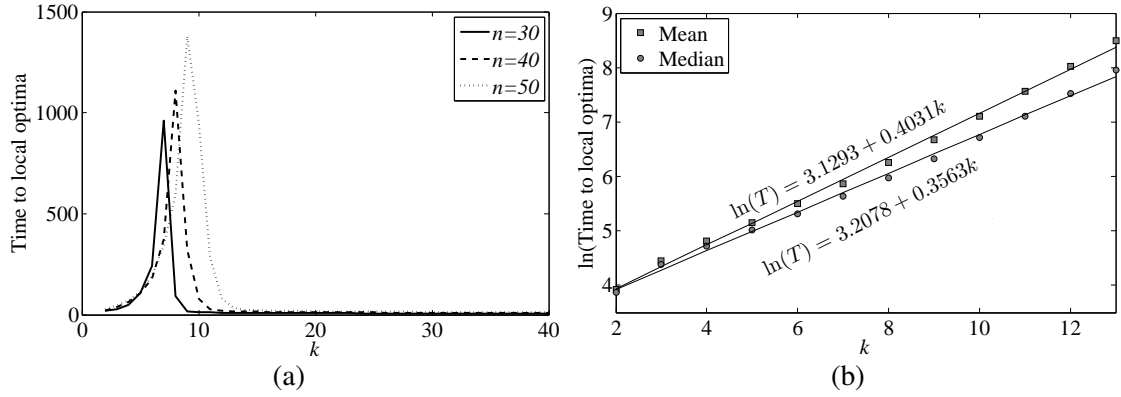 1500
1000
500
0
0
10
20
30
40
Time to local optima
k
n=30
n=40
n=50
(a)
9
8
7
6
5
4
2
4
6
8
10
12
ln(Time to local optima)
k
Mean
Median
ln(T) = 3.1293 + 0.4031k
ln(T) = 3.2078 + 0.3563k
(b)